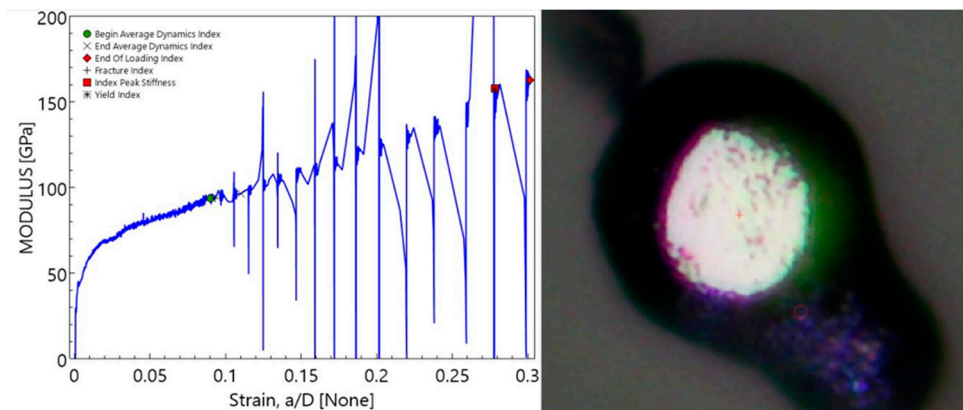 200
150
100
50
0
MODULUS [GPa]
Begin Average Dynamics Index
End Average Dynamics Index
End Of Loading Index
Fracture Index
Index Peak Stiffness
Yield Index
0 0.05 0.1 0.15 0.2 0.25 0.3
Strain, a/D [None]